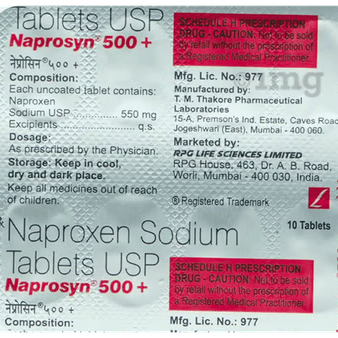 Tablets USP
Naprosyn® 500 +
नेप्रोसिन® ५०० +
Composition:
Each uncoated tablet contains:
Naproxen
Sodium USP 550 mg
Excipients q.s.
Dosage:
As prescribed by the Physician.
Storage: Keep in cool,
dry and dark place.
Keep all medicines out of reach
of children.
SCHEDULE H PRESCRIPTION
DRUG - CAUTION: Not to be sold
by retail without the prescription of
a Registered Medical Practitioner.
Mfg. Lic. No.: 977
1mg
Manufactured by:
T. M. Thakore Pharmaceutical
Laboratories
15-A, Premson's Ind. Estate, Caves Road
Jogeshwari (East), Mumbai - 400 060.
Marketed by:
RPG LIFE SCIENCES LIMITED
RPG House, 463, Dr. A. B. Road,
Worli, Mumbai - 400 030, India.
® Registered Trademark
10 Tablets
Naproxen Sodium
Tablets USP
Naprosyn® 500 +
नेप्रोसिन® ५०० +
Composition:
SCHEDULE H PRESCRIPTION
DRUG - CAUTION: Not to be sold
by retail without the prescription of
a Registered Medical Practitioner.
Mfg. Lic. No.: 977